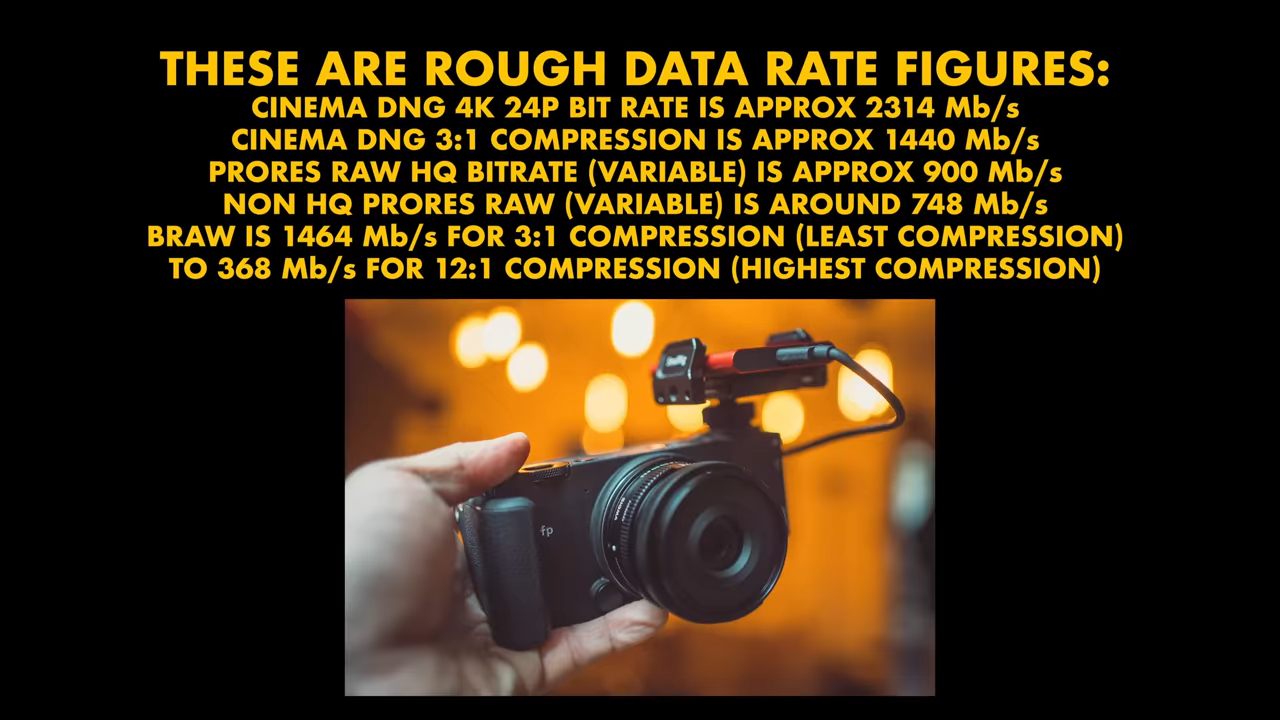 THESE ARE ROUGH DATA RATE FIGURES:
CINEMA DNG 4K 24P BIT RATE IS APPROX 2314 Mb/s
CINEMA DNG 3:1 COMPRESSION IS APPROX 1440 Mb/s
PRORES RAW HQ BITRATE (VARIABLE) IS APPROX 900 Mb/s
NON HQ PRORES RAW (VARIABLE) IS AROUND 748 Mb/s
BRAW IS 1464 Mb/s FOR 3:1 COMPRESSION (LEAST COMPRESSION)
TO 368 Mb/s FOR 12:1 COMPRESSION (HIGHEST COMPRESSION)
fp